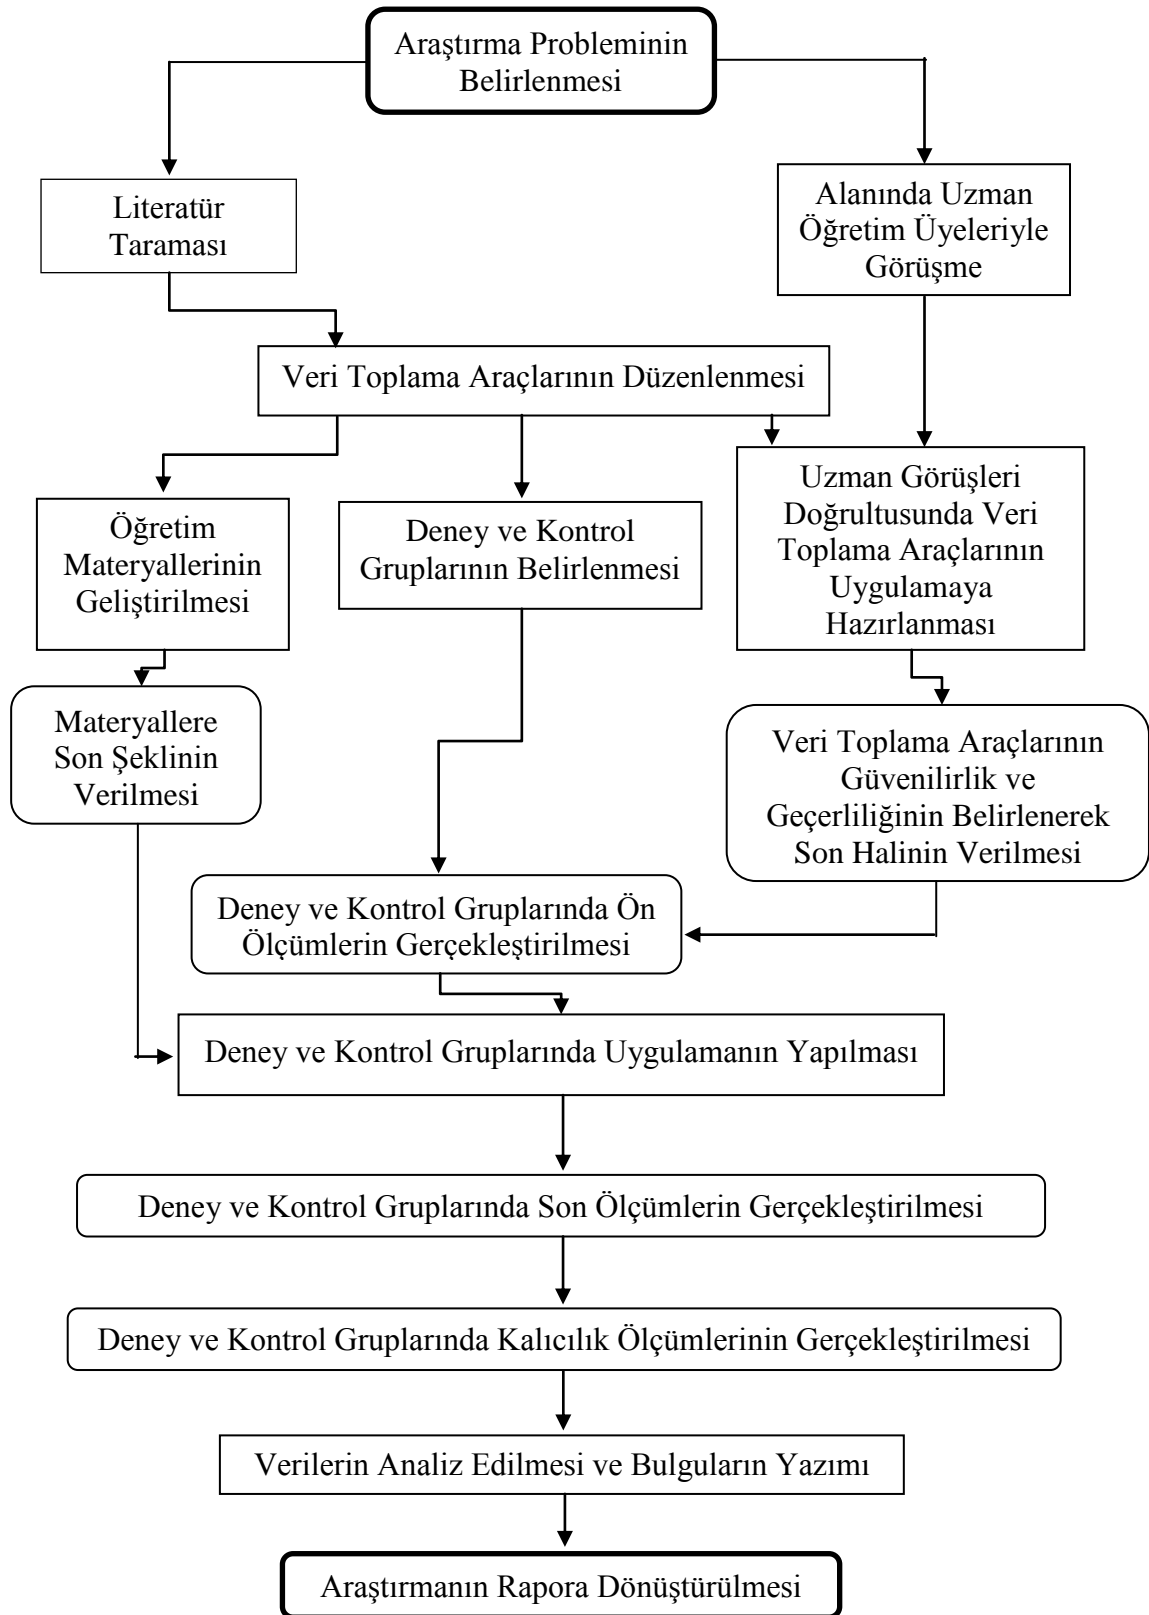 Araştırma Probleminin
Belirlenmesi
Literatür
Taraması
Alanında Uzman
Öğretim Üyeleriyle
Görüşme
Veri Toplama Araçlarının Düzenlenmesi
Öğretim
Materyallerinin
Geliştirilmesi
Deney ve Kontrol
Gruplarının Belirlenmesi
Uzman Görüşleri
Doğrultusunda Veri
Toplama Araçlarının
Uygulamaya
Hazırlanması
Materyallere
Son Şeklinin
Verilmesi
Veri Toplama Araçlarının
Güvenilirlik ve
Geçerliliğinin Belirlenerek
Son Halinin Verilmesi
Deney ve Kontrol Gruplarında Ön
Ölçümlerin Gerçekleştirilmesi
Deney ve Kontrol Gruplarında Uygulamanın Yapılması
Deney ve Kontrol Gruplarında Son Ölçümlerin Gerçekleştirilmesi
Deney ve Kontrol Gruplarında Kalıcılık Ölçümlerinin Gerçekleştirilmesi
Verilerin Analiz Edilmesi ve Bulguların Yazımı
Araştırmanın Rapora Dönüştürülmesi